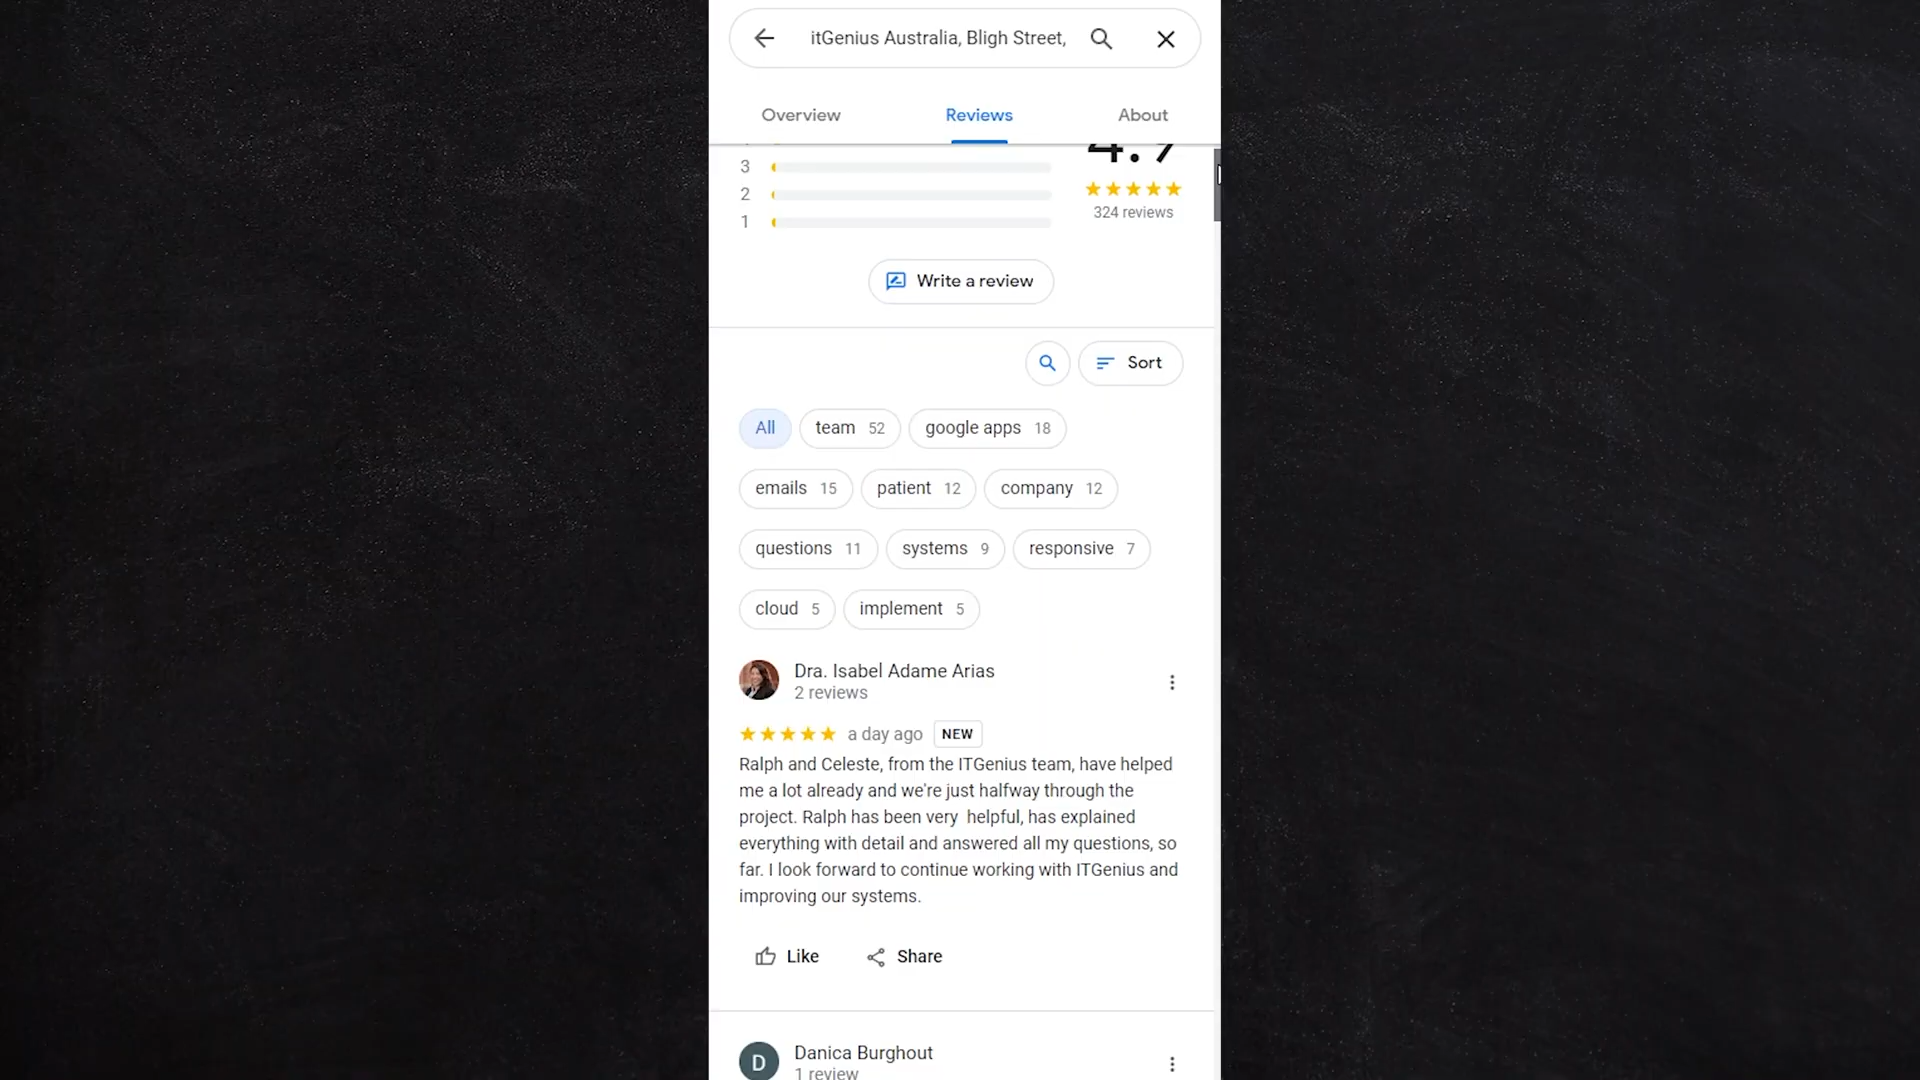 itGenius Australia, Bligh Street,
Overview Reviews About
4.9
3
2
1
324 reviews
Write a review
Sort
All team 52 google apps 18
emails 15 patient 12 company 12
questions 11 systems 9 responsive 7
cloud 5 implement 5
Dra. Isabel Adame Arias
2 reviews
a day ago NEW
Ralph and Celeste, from the ITGenius team, have helped
me a lot already and we're just halfway through the
project. Ralph has been very  helpful, has explained
everything with detail and answered all my questions, so
far. I look forward to continue working with ITGenius and
improving our systems.
Like Share
Danica Burghout
D
1 review